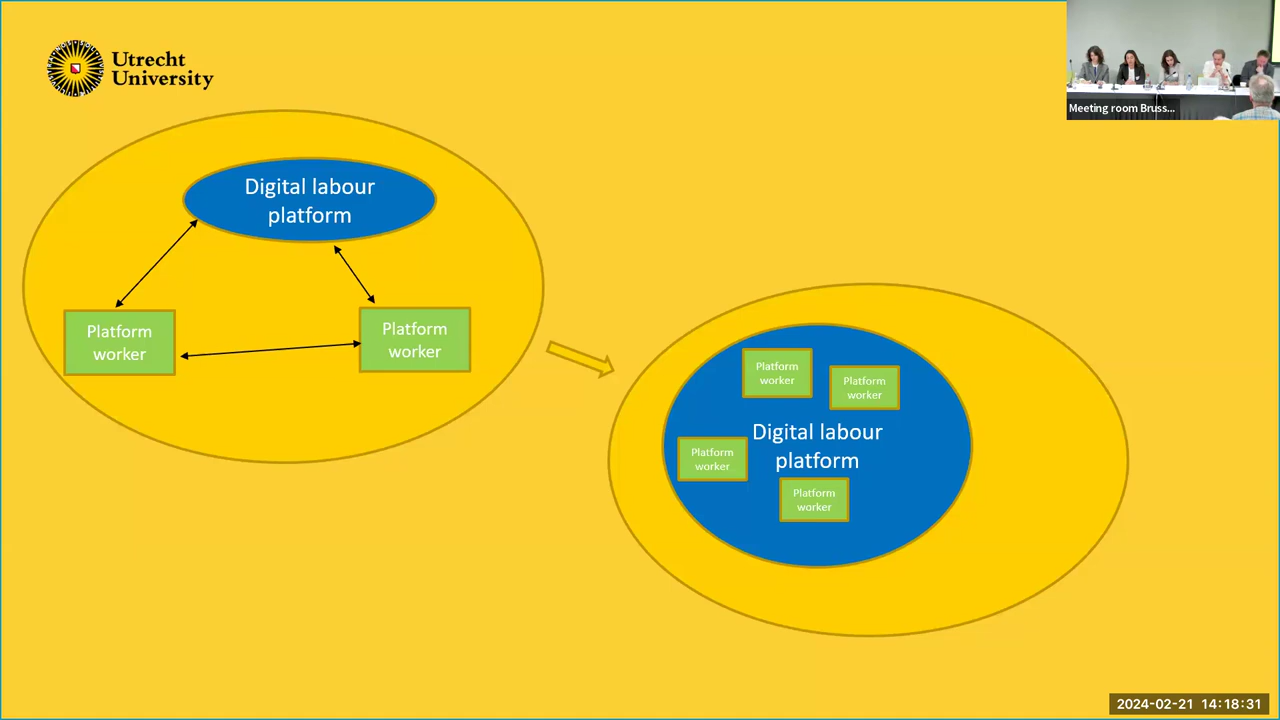 Utrecht
University
Meeting room Bruss...
Digital labour
platform
Platform
worker
Platform
worker
Platform
worker
Platform
worker
Digital labour
platform
Platform
worker
Platform
worker
2024-02-21 14:18:31